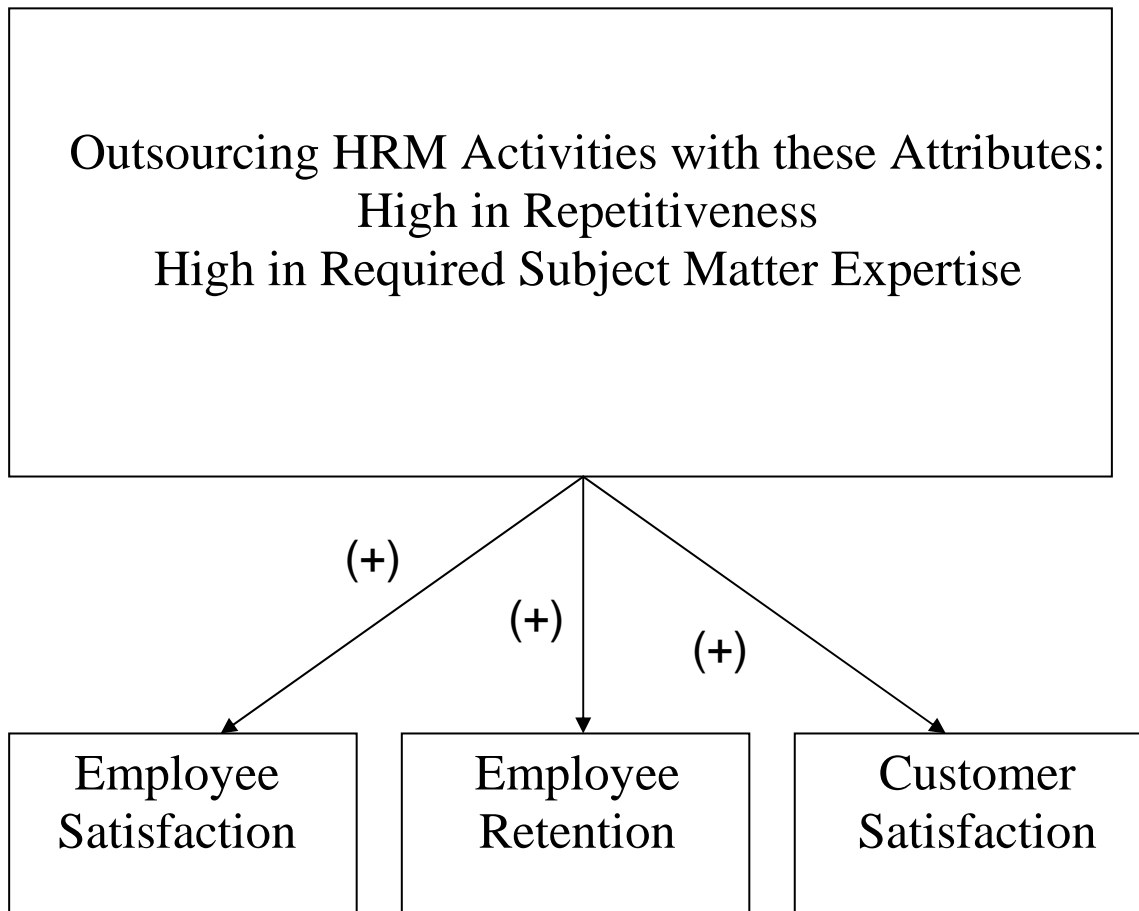 Outsourcing HRM Activities with these Attributes:
High in Repetitiveness
High in Required Subject Matter Expertise
(+)
(+)
(+)
Employee
Satisfaction
Employee
Retention
Customer
Satisfaction